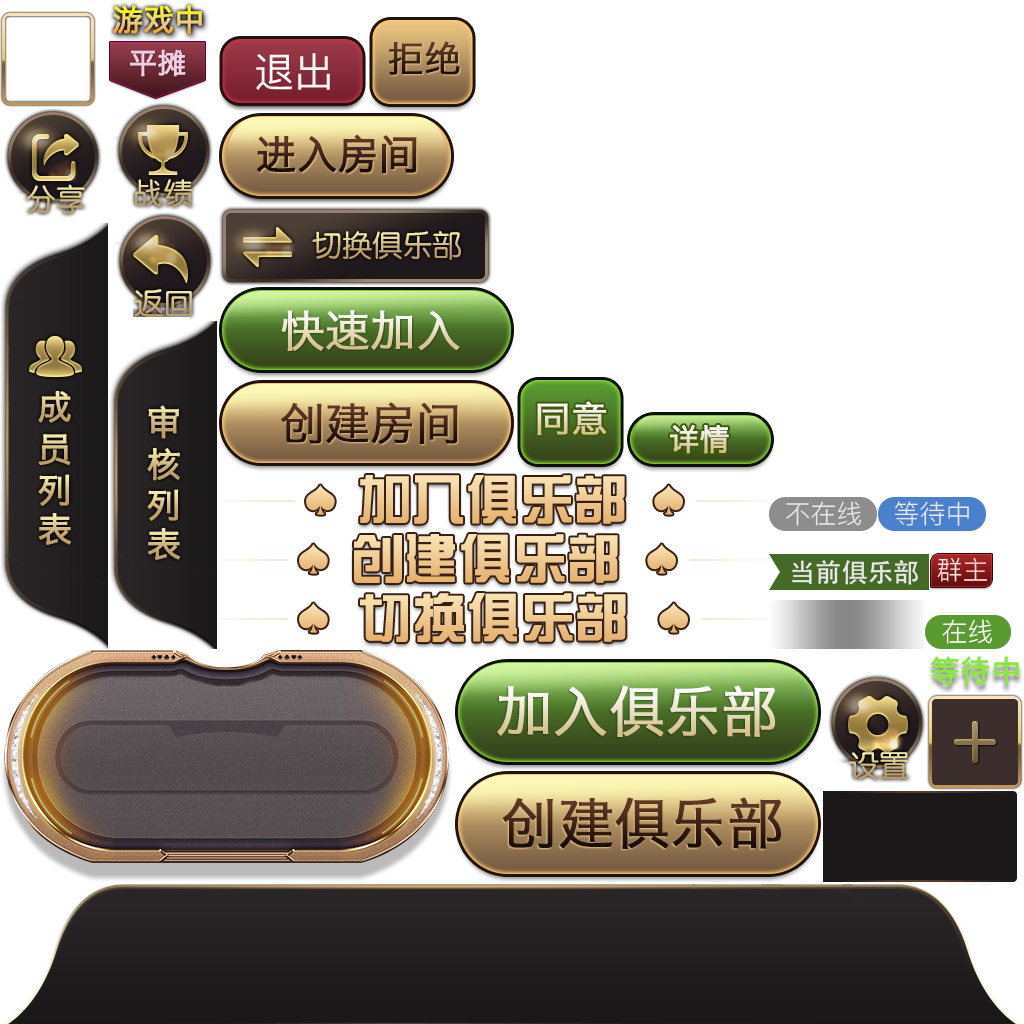 游戏中
平摊
退出
拒绝
分享
战绩
进入房间
切换俱乐部
返回
快速加入
成员列表
审核列表
创建房间
同意
详情
加入俱乐部
不在线
等待中
创建俱乐部
当前俱乐部
群主
切换俱乐部
在线
等待中
加入俱乐部
设置
创建俱乐部